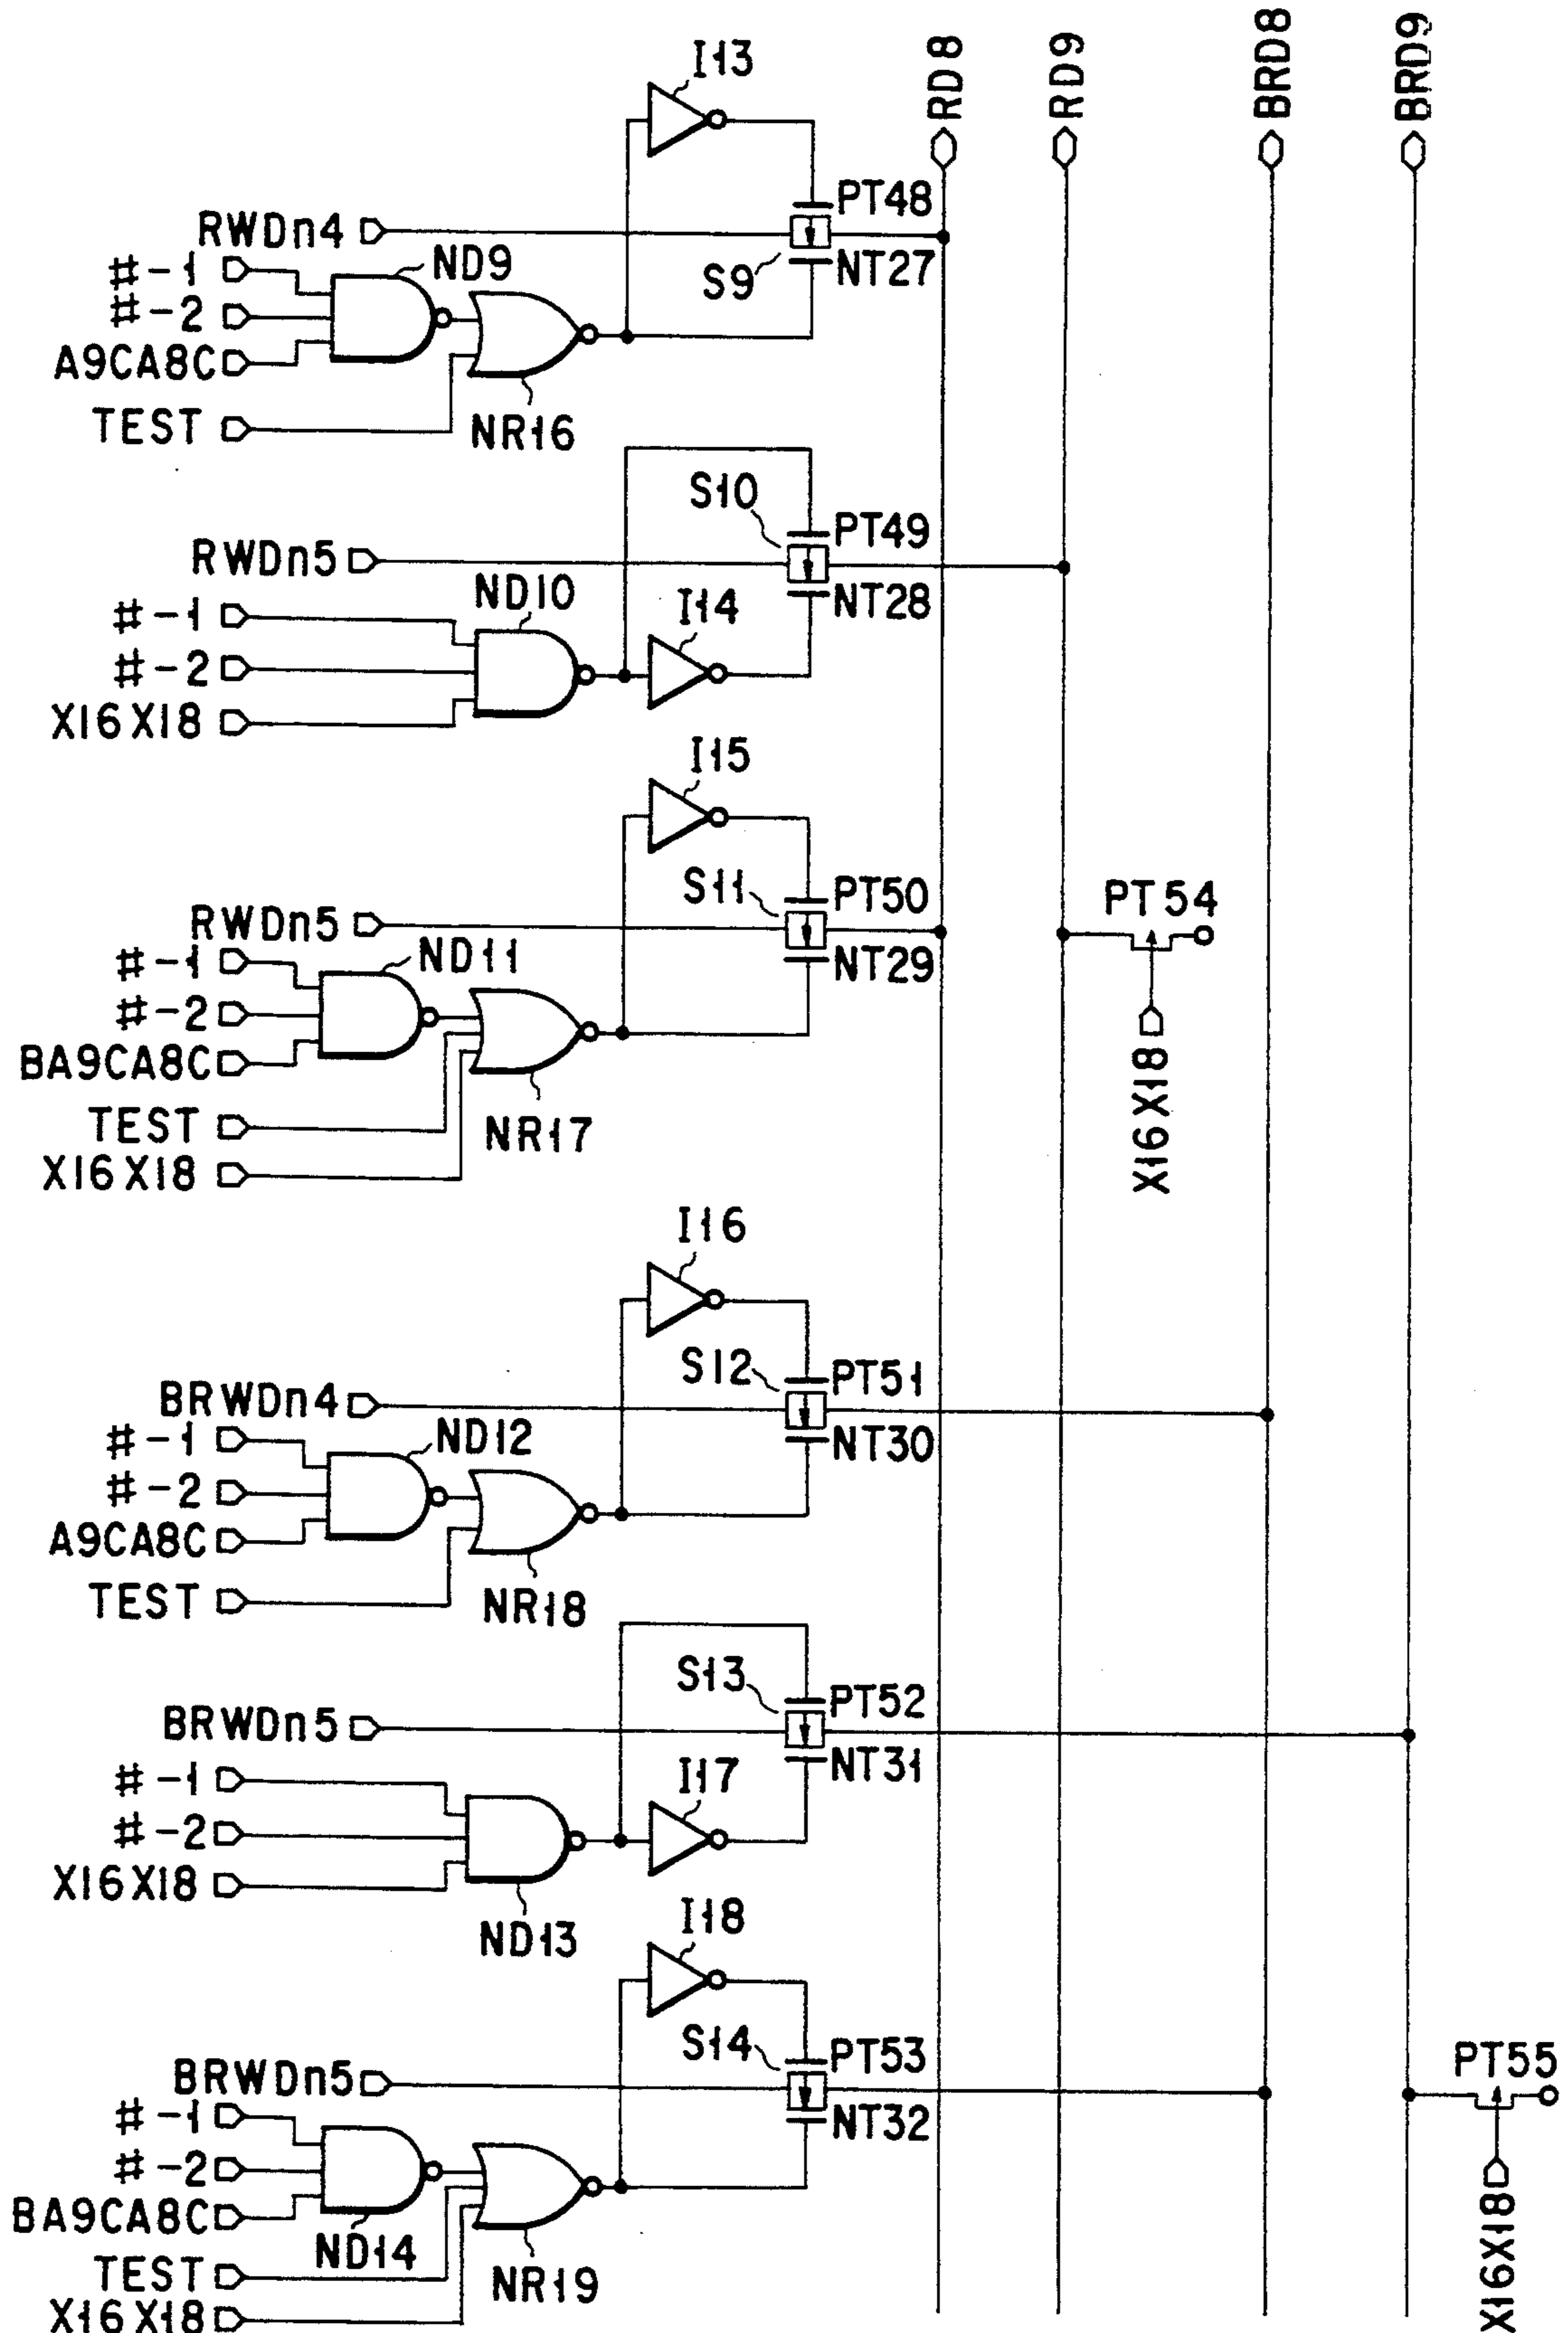 RD8
RD9
BRD8
BRD9
I13
RWDn4
PT48
S9
NT27
#-1
ND9
#-2
A9CA8C
TEST
NR16
S10
PT49
RWDn5
NT28
ND10
I14
#-1
#-2
X16X18
I15
S11
PT50
RWDn5
NT29
PT54
X16X18
#-1
ND11
#-2
BA9CA8C
TEST
NR17
X16X18
I16
S12
PT51
BRWDn4
NT30
#-1
ND12
#-2
A9CA8C
TEST
NR18
S13
PT52
BRWDn5
NT31
I17
#-1
#-2
X16X18
ND13
I18
S14
PT53
BRWDn5
NT32
PT55
X16X18
#-1
#-2
BA9CA8C
ND14
TEST
NR19
X16X18